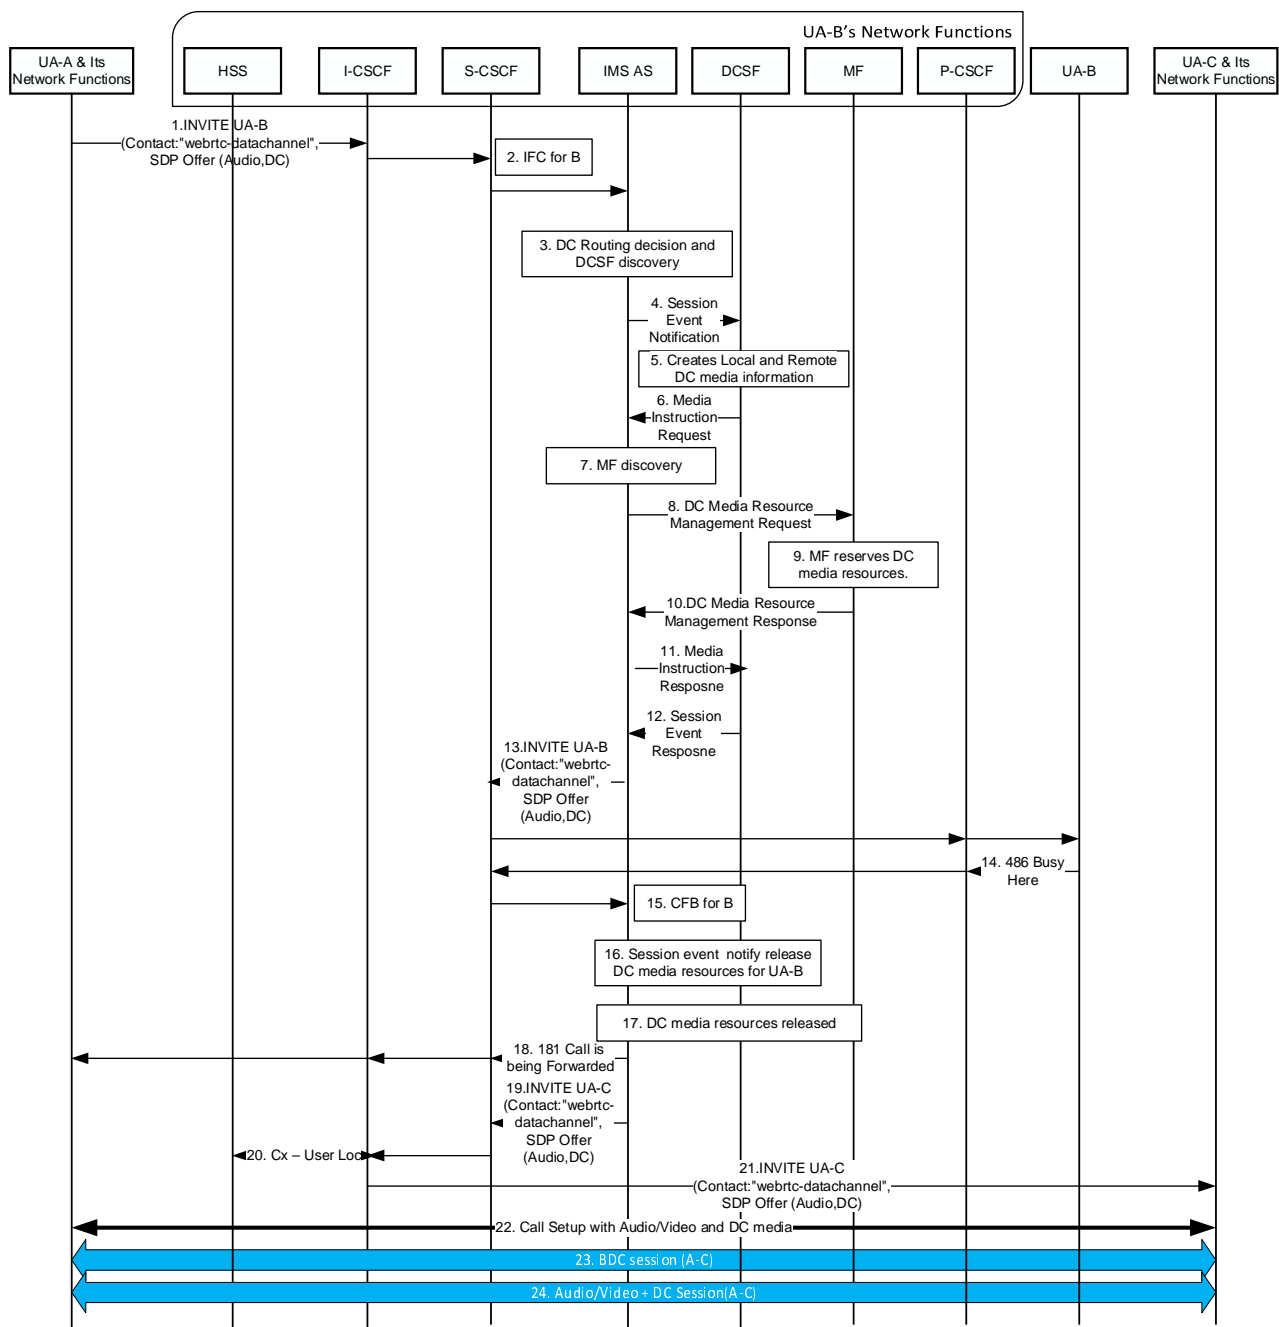 UA-B's Network Functions
UA-A & Its
Network Functions
HSS
I-CSCF
S-CSCF
IMS AS
DCSF
MF
P-CSCF
UA-B
UA-C & Its
Network Functions
1.INVITE UA-B
(Contact:"webrtc-datachannel",
SDP Offer (Audio,DC)
2. IFC for B
3. DC Routing decision and
DCSF discovery
4. Session
Event
Notification
5. Creates Local and Remote
DC media information
6. Media
Instruction
Request
7. MF discovery
8. DC Media Resource
Management Request
9. MF reserves DC
media resources.
10.DC Media Resource
Management Response
11. Media
Instruction
Resposne
12. Session
Event
Resposne
13.INVITE UA-B
(Contact:"webrtc-
datachannel",
SDP Offer
(Audio,DC)
14. 486 Busy
Here
15. CFB for B
16. Session event notify release
DC media resources for UA-B
17. DC media resources released
18. 181 Call is
being Forwarded
19.INVITE UA-C
(Contact:"webrtc-
datachannel",
SDP Offer
(Audio,DC)
20. Cx – User Loc
21.INVITE UA-C
(Contact:"webrtc-datachannel",
SDP Offer (Audio,DC)
22. Call Setup with Audio/Video and DC media
23. BDC session (A-C)
24. Audio/Video + DC Session(A-C)